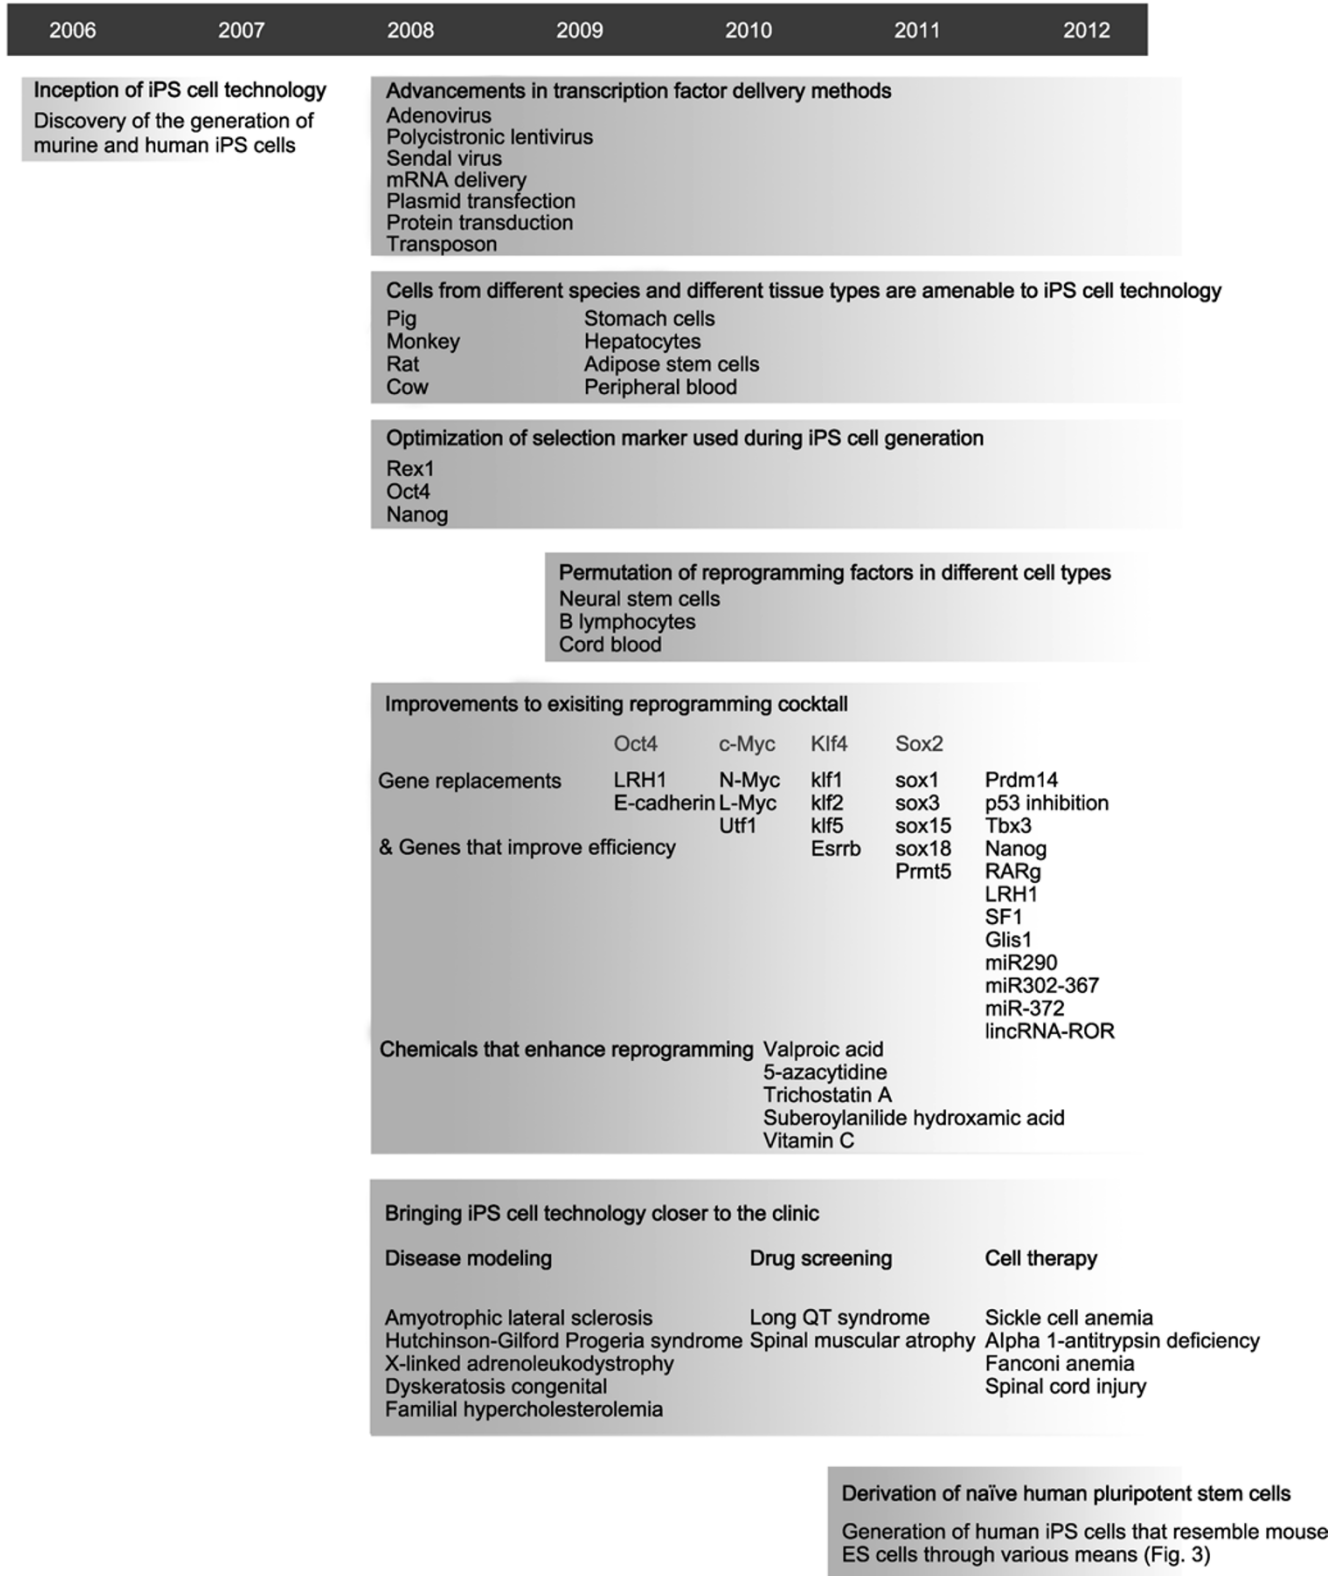 2006 2007 2008 2009 2010 2011 2012
Inception of iPS cell technology
Discovery of the generation of
murine and human iPS cells
Advancements in transcription factor dellvery methods
Adenovirus
Polycistronic lentivirus
Sendal virus
mRNA delivery
Plasmid transfection
Protein transduction
Transposon
Cells from different species and different tissue types are amenable to iPS cell technology
Pig Stomach cells
Monkey Hepatocytes
Rat Adipose stem cells
Cow Peripheral blood
Optimization of selection marker used during iPS cell generation
Rex1
Oct4
Nanog
Permutation of reprogramming factors in different cell types
Neural stem cells
B lymphocytes
Cord blood
Improvements to exisiting reprogramming cocktall
Oct4 c-Myc Klf4 Sox2
Gene replacements LRH1 N-Myc klf1 sox1 Prdm14
E-cadherin L-Myc klf2 sox3 p53 inhibition
Utf1 klf5 sox15 Tbx3
& Genes that improve efficiency Esrrb sox18 Nanog
Prmt5 RARg
LRH1
SF1
Glis1
miR290
miR302-367
miR-372
lincRNA-ROR
Chemicals that enhance reprogramming Valproic acid
5-azacytidine
Trichostatin A
Suberoylanilide hydroxamic acid
Vitamin C
Bringing iPS cell technology closer to the clinic
Disease modeling Drug screening Cell therapy
Amyotrophic lateral sclerosis Long QT syndrome Sickle cell anemia
Hutchinson-Gilford Progeria syndrome Spinal muscular atrophy Alpha 1-antitrypsin deficiency
X-linked adrenoleukodystrophy Fanconi anemia
Dyskeratosis congenital Spinal cord injury
Familial hypercholesterolemia
Derivation of naïve human pluripotent stem cells
Generation of human iPS cells that resemble mouse
ES cells through various means (Fig. 3)